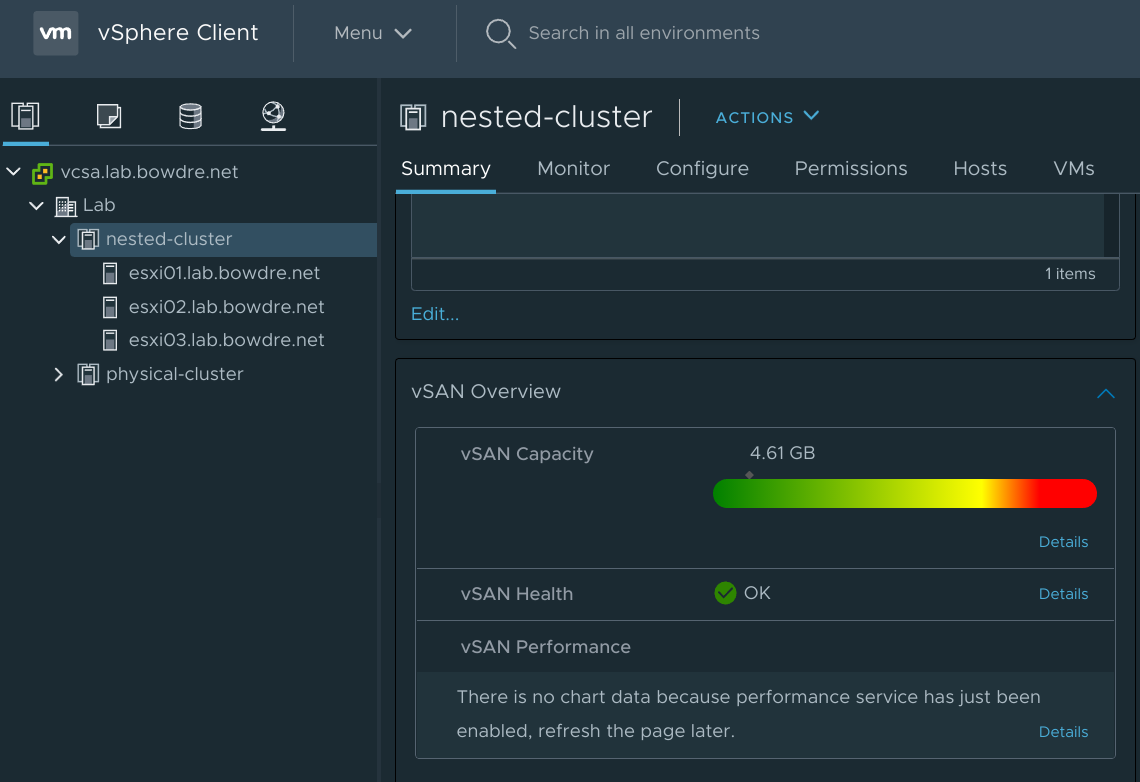 vm vSphere Client Menu Search in all environments
vcsa.lab.bowdre.net
Lab
nested-cluster
esxi01.lab.bowdre.net
esxi02.lab.bowdre.net
esxi03.lab.bowdre.net
physical-cluster
nested-cluster ACTIONS
Summary Monitor Configure Permissions Hosts VMs
1 items
Edit...
vSAN Overview
vSAN Capacity 4.61 GB
Details
vSAN Health OK Details
vSAN Performance
There is no chart data because performance service has just been
enabled, refresh the page later. Details